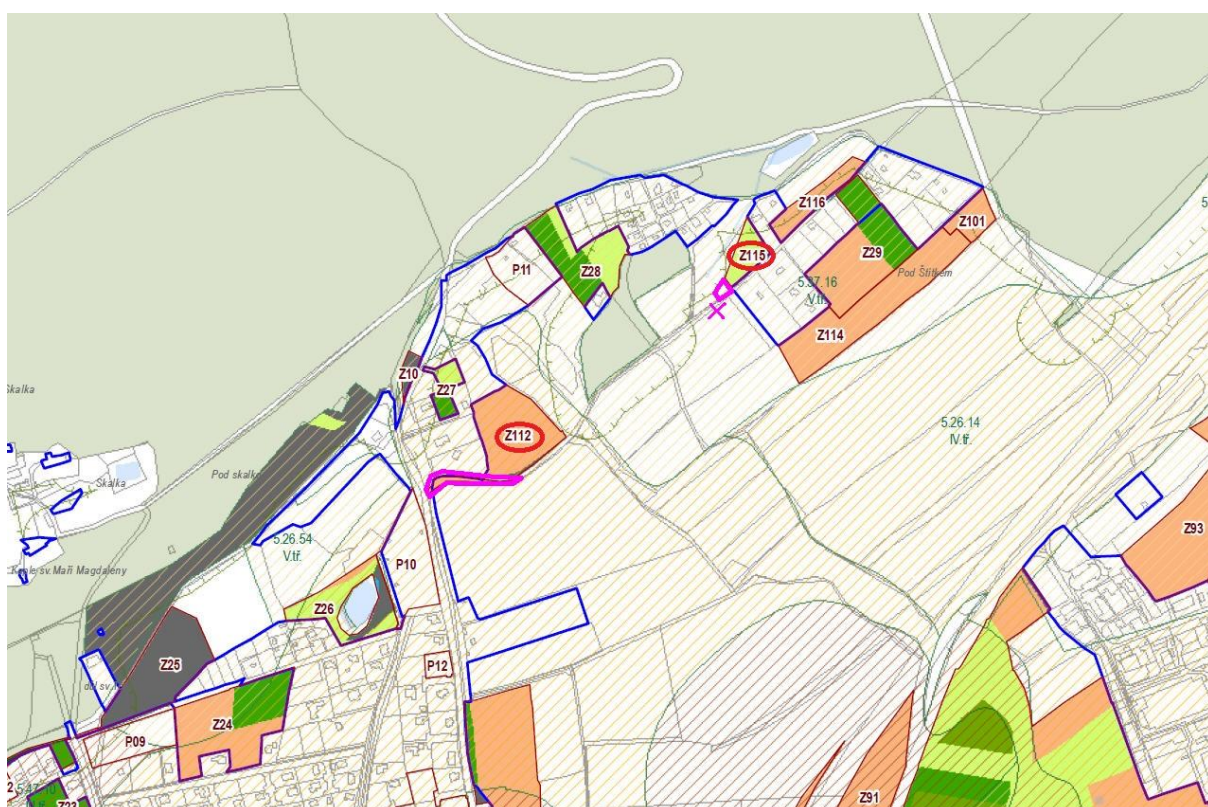 Z116
Z101
Z29
Z115
P11
Z28
Pod Štítkem
5.37.16
V.tř.
Z114
Z10
Z27
Skalka
Z112
5.26.14
IV.tř.
Pod skalkou
Skalka
Z93
5.26.54
V.tř.
P10
Z26
Z25
P12
Z24
P09
Z91